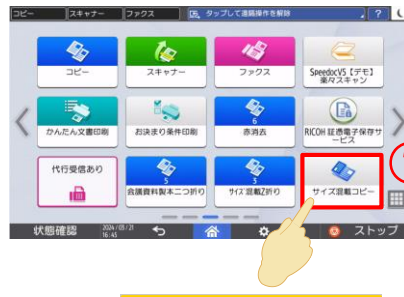 コピー
スキャナー
ファクス
タップして遠隔操作を解除
?
コピー
スキャナー
ファクス
SpeedocV5【デモ】
楽々スキャン
かんたん文書印刷
お決まり条件印刷
6
赤消去
RICOH 証憑電子保存サ
ービス
代行受信あり
5
会議資料製本二つ折り
3
サイズ混載Z折り
サイズ混載コピー
状態確認
2024/03/21
16:45
ストップ